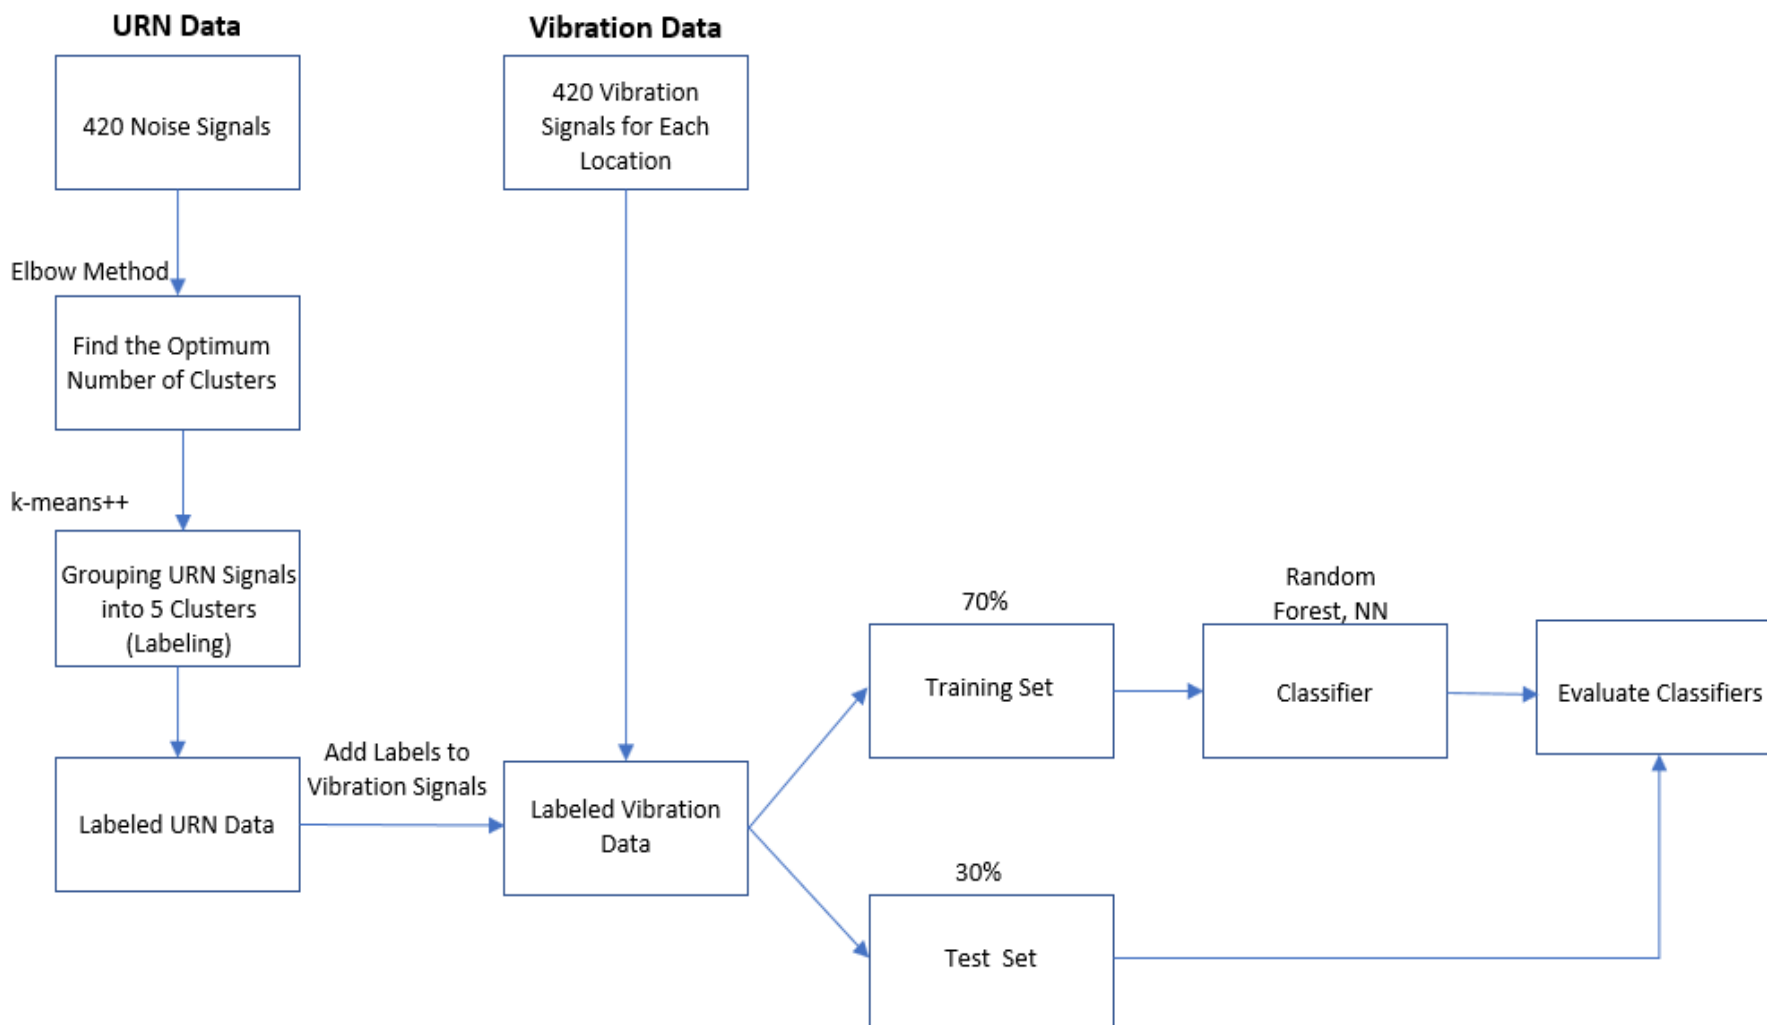 URN Data
Vibration Data
420 Noise Signals
420 Vibration
Signals for Each
Location
Elbow Method
Find the Optimum
Number of Clusters
k-means++
Grouping URN Signals
into 5 Clusters
(Labeling)
Labeled URN Data
Add Labels to
Vibration Signals
Labeled Vibration
Data
70%
Training Set
Random
Forest, NN
Classifier
Evaluate Classifiers
30%
Test Set